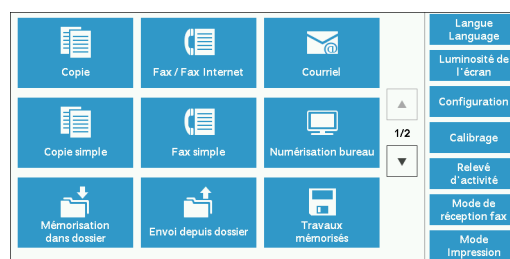 Copie
Fax / Fax Internet
Courriel
Copie simple
Fax simple
Numérisation bureau
Mémorisation
dans dossier
Envoi depuis dossier
Travaux
mémorisés
1/2
Langue
Language
Luminosité de
l'écran
Configuration
Calibrage
Relevé
d'activité
Mode de
réception fax
Mode
Impression